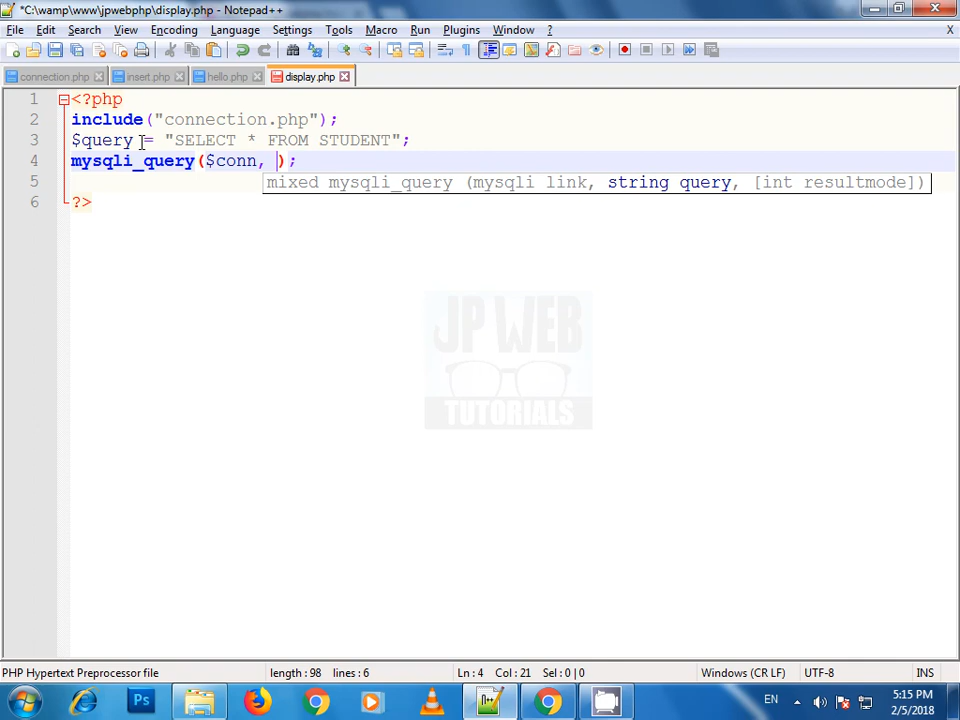 *C:\wamp\www\jpwebphp\display.php - Notepad++
File Edit Search View Encoding Language Settings Tools Macro Run Plugins Window ? X
connection.php insert.php hello.php display.php
1 <?php
2 include("connection.php");
3 $query = "SELECT * FROM STUDENT";
4 mysqli_query($conn, );
5 mixed mysqli_query (mysqli link, string query, [int resultmode])
6 ?>
JP WEB
TUTORIALS
PHP Hypertext Preprocessor file length : 98 lines : 6 Ln : 4 Col : 21 Sel : 0 | 0 Windows (CR LF) UTF-8 INS
Ps EN 5:15 PM
2/5/2018